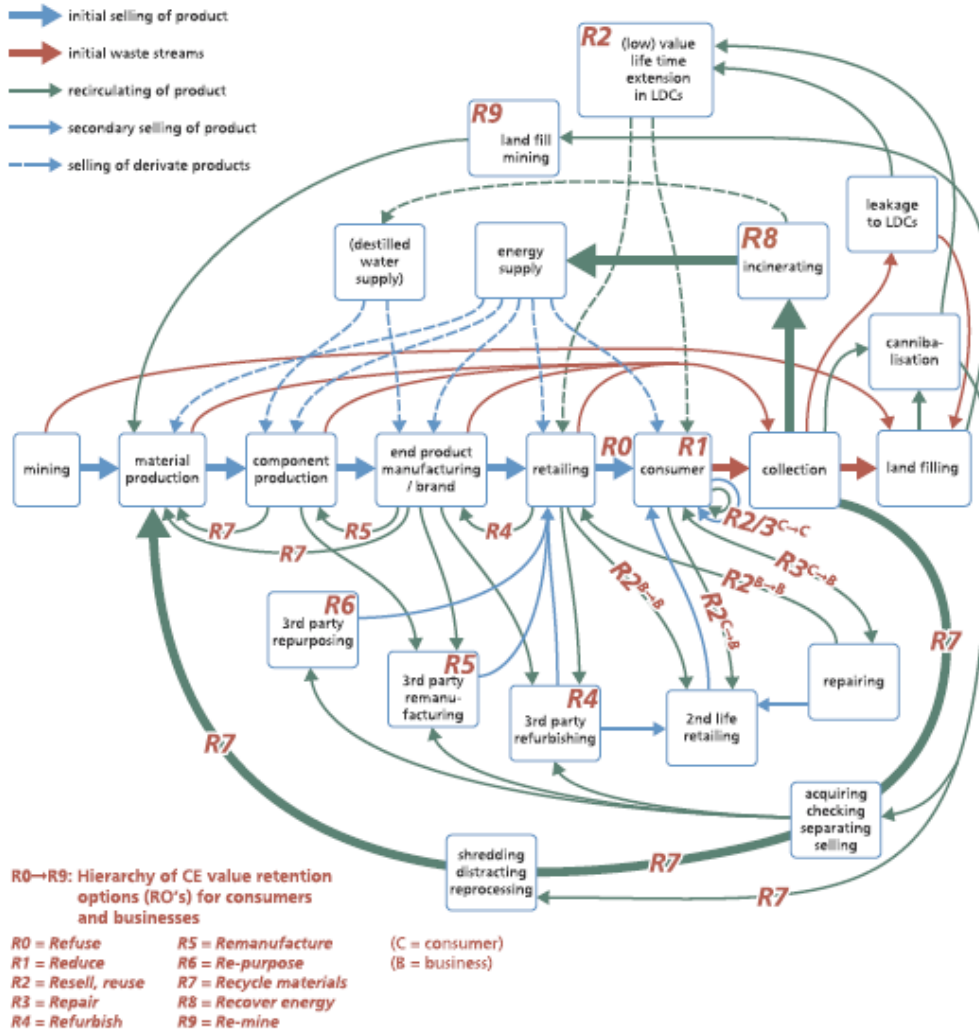 initial selling of product
initial waste streams
recirculating of product
secondary selling of product
selling of derivate products
R2 (low) value
life time
extension
in LDCs
R9
land fill
mining
leakage
to LDCs
(destilled
water
supply)
energy
supply
R8
incinerating
canniba-
lisation
mining
material
production
component
production
end product
manufacturing
/ brand
retailing
R0
R1
consumer
collection
land filling
R7
R5
R7
R4
R2/3 C→C
R2 B→B
R2 C→B
R2 B→B
R3 C→B
R7
R6
3rd party
repurposing
R5
3rd party
remanu-
facturing
R4
3rd party
refurbishing
2nd life
retailing
repairing
R7
acquiring
checking
separating
selling
shredding
distracting
reprocessing
R7
R7
R0→R9: Hierarchy of CE value retention
options (RO's) for consumers
and businesses
R0 = Refuse
R1 = Reduce
R2 = Resell, reuse
R3 = Repair
R4 = Refurbish
R5 = Remanufacture
R6 = Re-purpose
R7 = Recycle materials
R8 = Recover energy
R9 = Re-mine
(C = consumer)
(B = business)